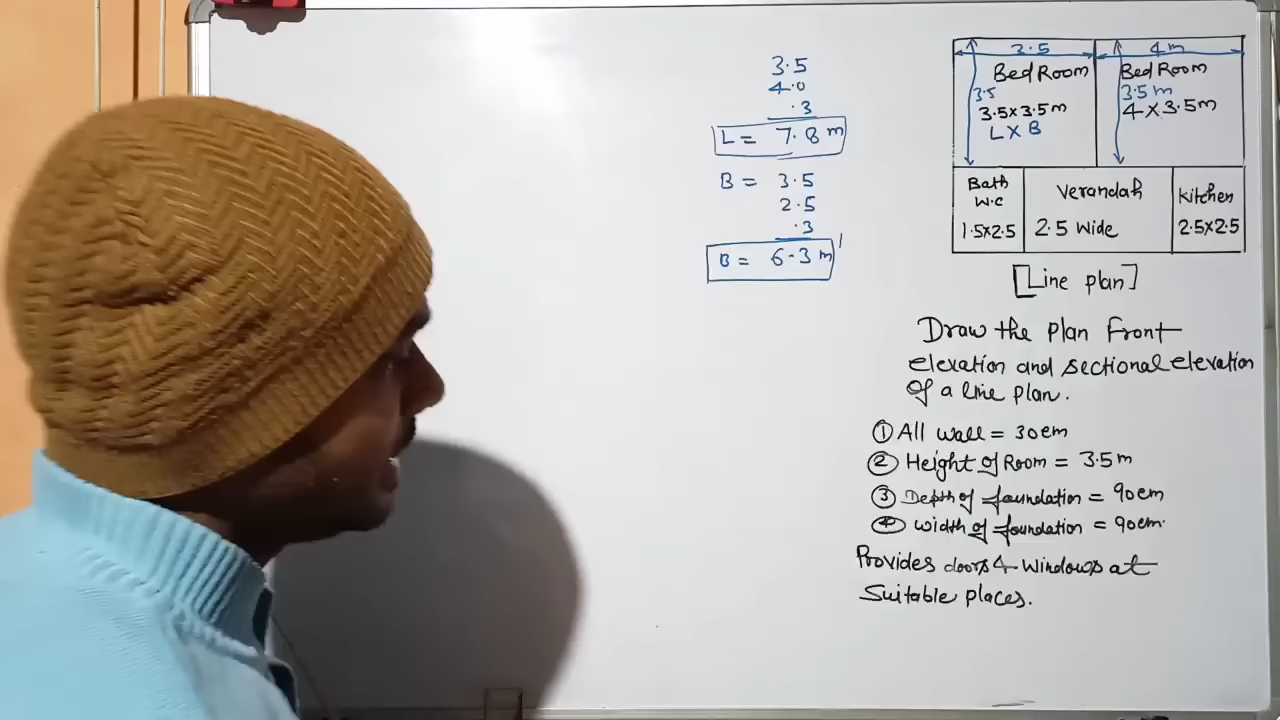 3.5
4.0
.3
L = 7.8 m
B = 3.5
2.5
.3
B = 6.3 m
3.5
4m
Bed Room
Bed Room
3.5
3.5 m
3.5x3.5m
4x3.5m
L X B
Bath
W.C
Verandah
kitchen
1.5x2.5
2.5 Wide
2.5x2.5
[Line plan]
Draw the plan Front
elevation and sectional elevation
of a line plan.
① All wall = 30cm
② Height of Room = 3.5m
③ Depth of foundation = 90cm
④ width of foundation = 90cm.
Provides doors & windows at
Suitable places.